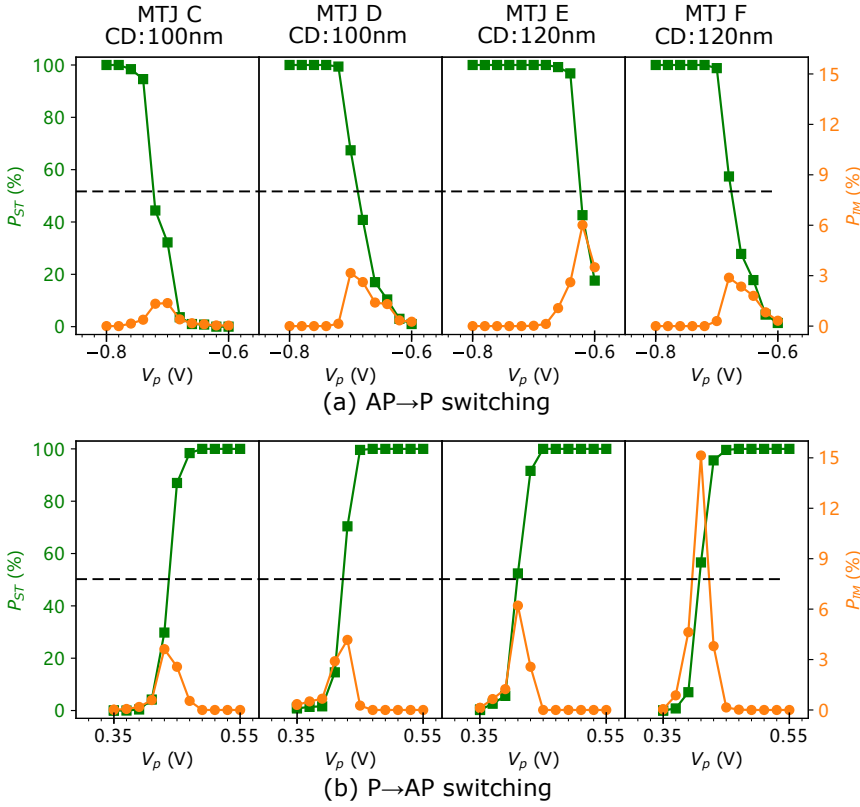 MTJ C MTJ D MTJ E MTJ F
CD:100nm CD:100nm CD:120nm CD:120nm
100 80 60 40 20 0
P_ST (%)
15 12 9 6 3 0
P_IM (%)
−0.8 −0.6 −0.8 −0.6 −0.8 −0.6 −0.8 −0.6
V_p (V) V_p (V) V_p (V) V_p (V)
(a) AP→P switching
100 80 60 40 20 0
P_ST (%)
15 12 9 6 3 0
P_IM (%)
0.35 0.55 0.35 0.55 0.35 0.55 0.35 0.55
V_p (V) V_p (V) V_p (V) V_p (V)
(b) P→AP switching